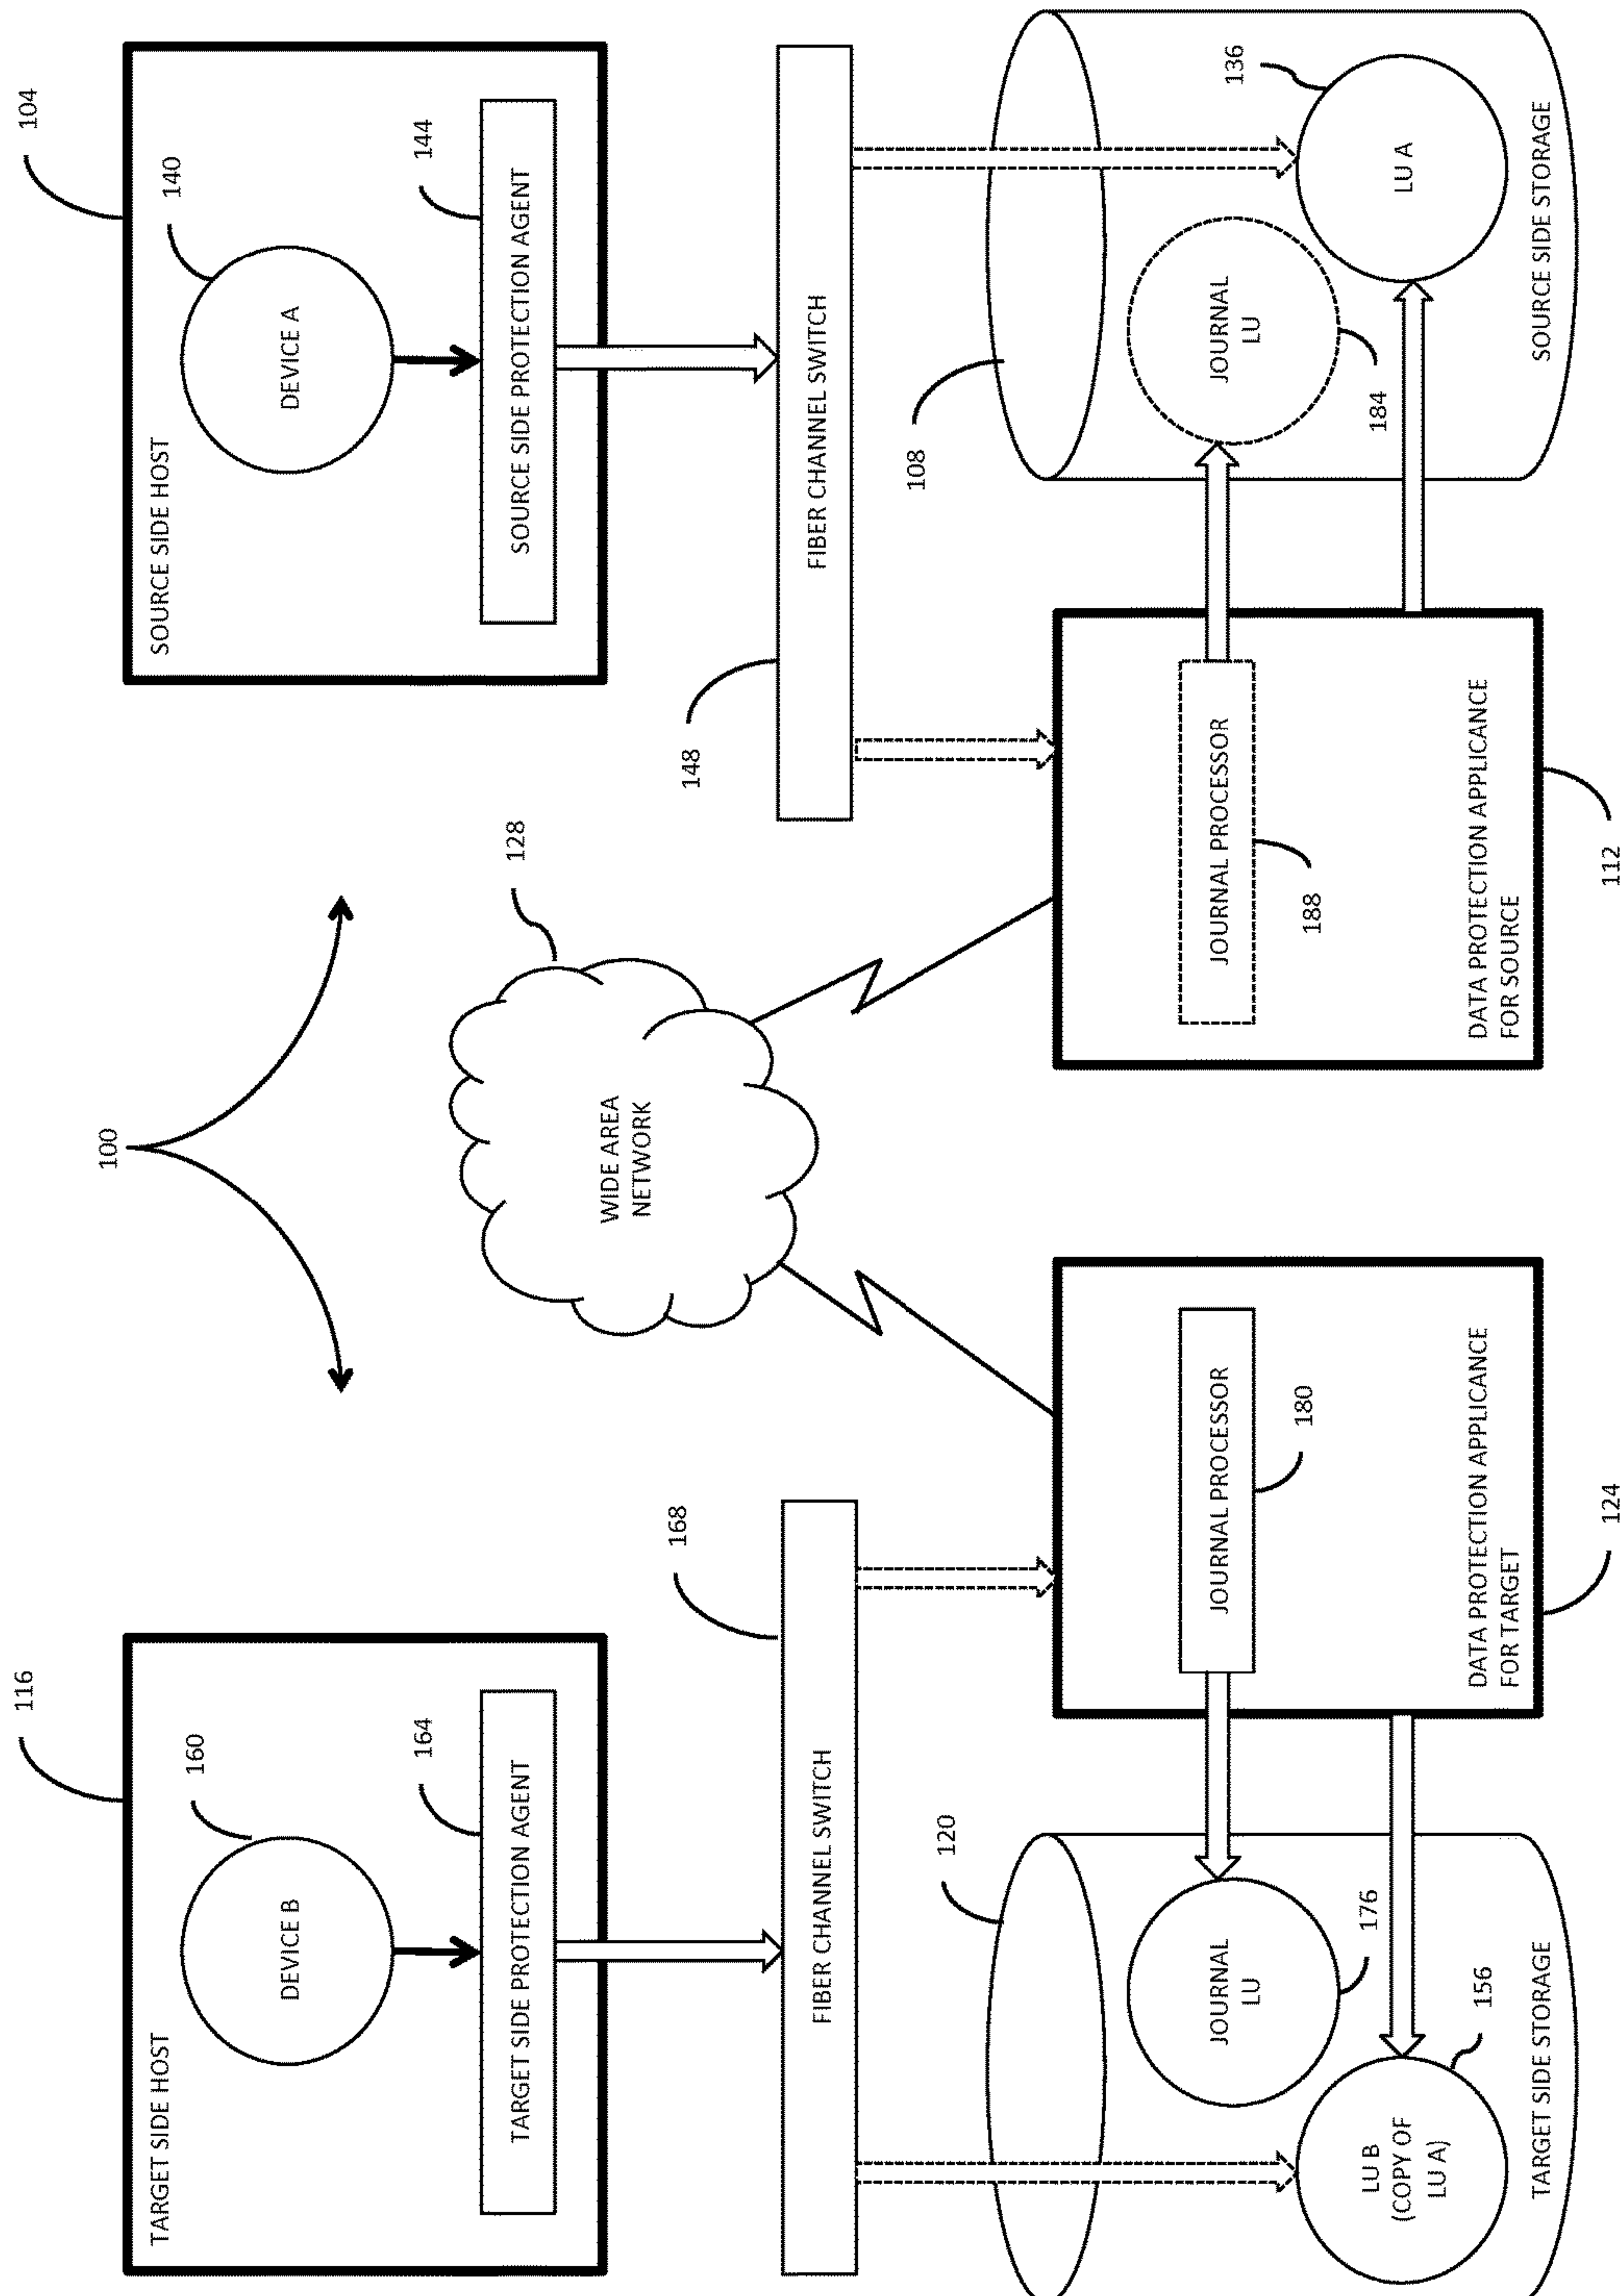 100
104
SOURCE SIDE HOST
140
DEVICE A
144
SOURCE SIDE PROTECTION AGENT
148
FIBER CHANNEL SWITCH
108
JOURNAL
LU
184
136
LU A
SOURCE SIDE STORAGE
JOURNAL PROCESSOR
188
DATA PROTECTION APPLICANCE
FOR SOURCE
112
128
WIDE AREA
NETWORK
116
TARGET SIDE HOST
160
DEVICE B
164
TARGET SIDE PROTECTION AGENT
168
FIBER CHANNEL SWITCH
120
JOURNAL
LU
176
LU B
(COPY OF
LU A)
156
TARGET SIDE STORAGE
JOURNAL PROCESSOR
180
DATA PROTECTION APPLICANCE
FOR TARGET
124